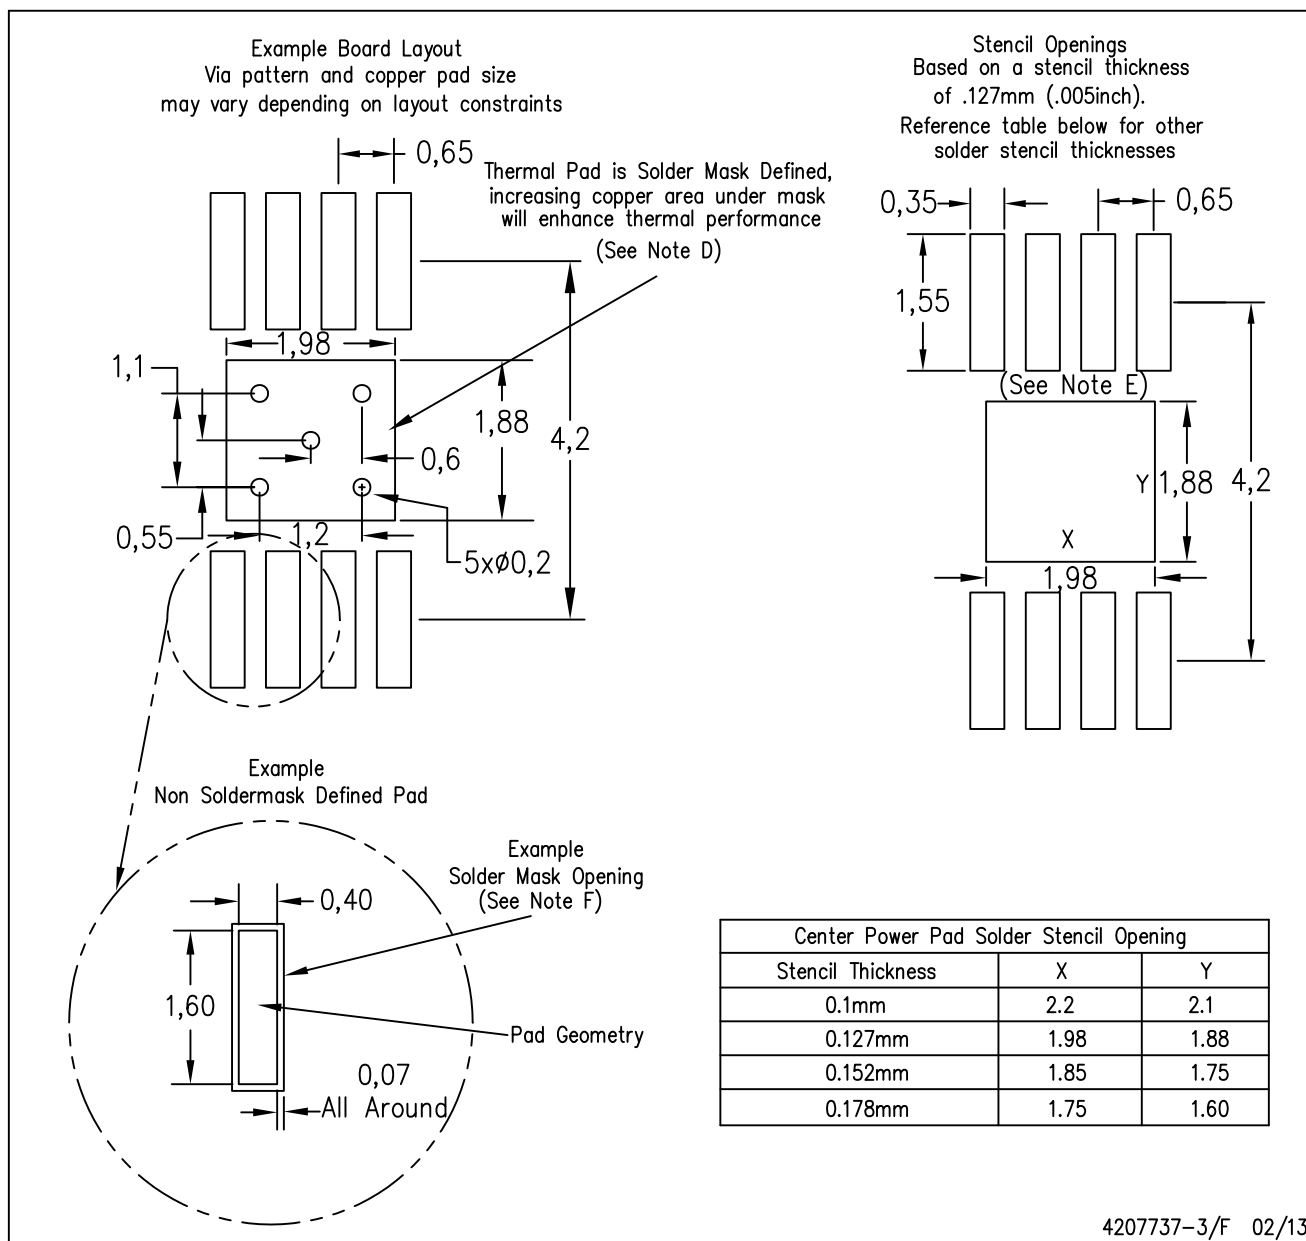 Example Board Layout
Via pattern and copper pad size
may vary depending on layout constraints
0,65
Thermal Pad is Solder Mask Defined,
increasing copper area under mask
will enhance thermal performance
(See Note D)
1,98
1,1
1,88
4,2
0,6
0,55
1,2
5xø0,2
Stencil Openings
Based on a stencil thickness
of .127mm (.005inch).
Reference table below for other
solder stencil thicknesses
0,35
0,65
1,55
(See Note E)
Y
1,88
4,2
X
1,98
Example
Non Soldermask Defined Pad
Example
Solder Mask Opening
(See Note F)
0,40
1,60
Pad Geometry
0,07
All Around
Center Power Pad Solder Stencil Opening
Stencil Thickness X Y
0.1mm 2.2 2.1
0.127mm 1.98 1.88
0.152mm 1.85 1.75
0.178mm 1.75 1.60
4207737-3/F 02/13